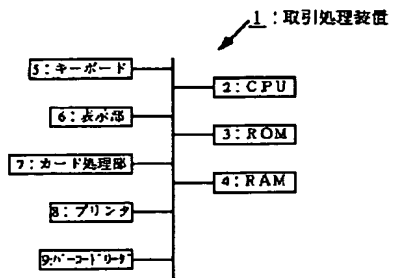 1：取引処理装置
5：キーボード
2：CPU
6：表示部
3：ROM
7：カード処理部
4：RAM
8：プリンタ
9：バーコードリーダ